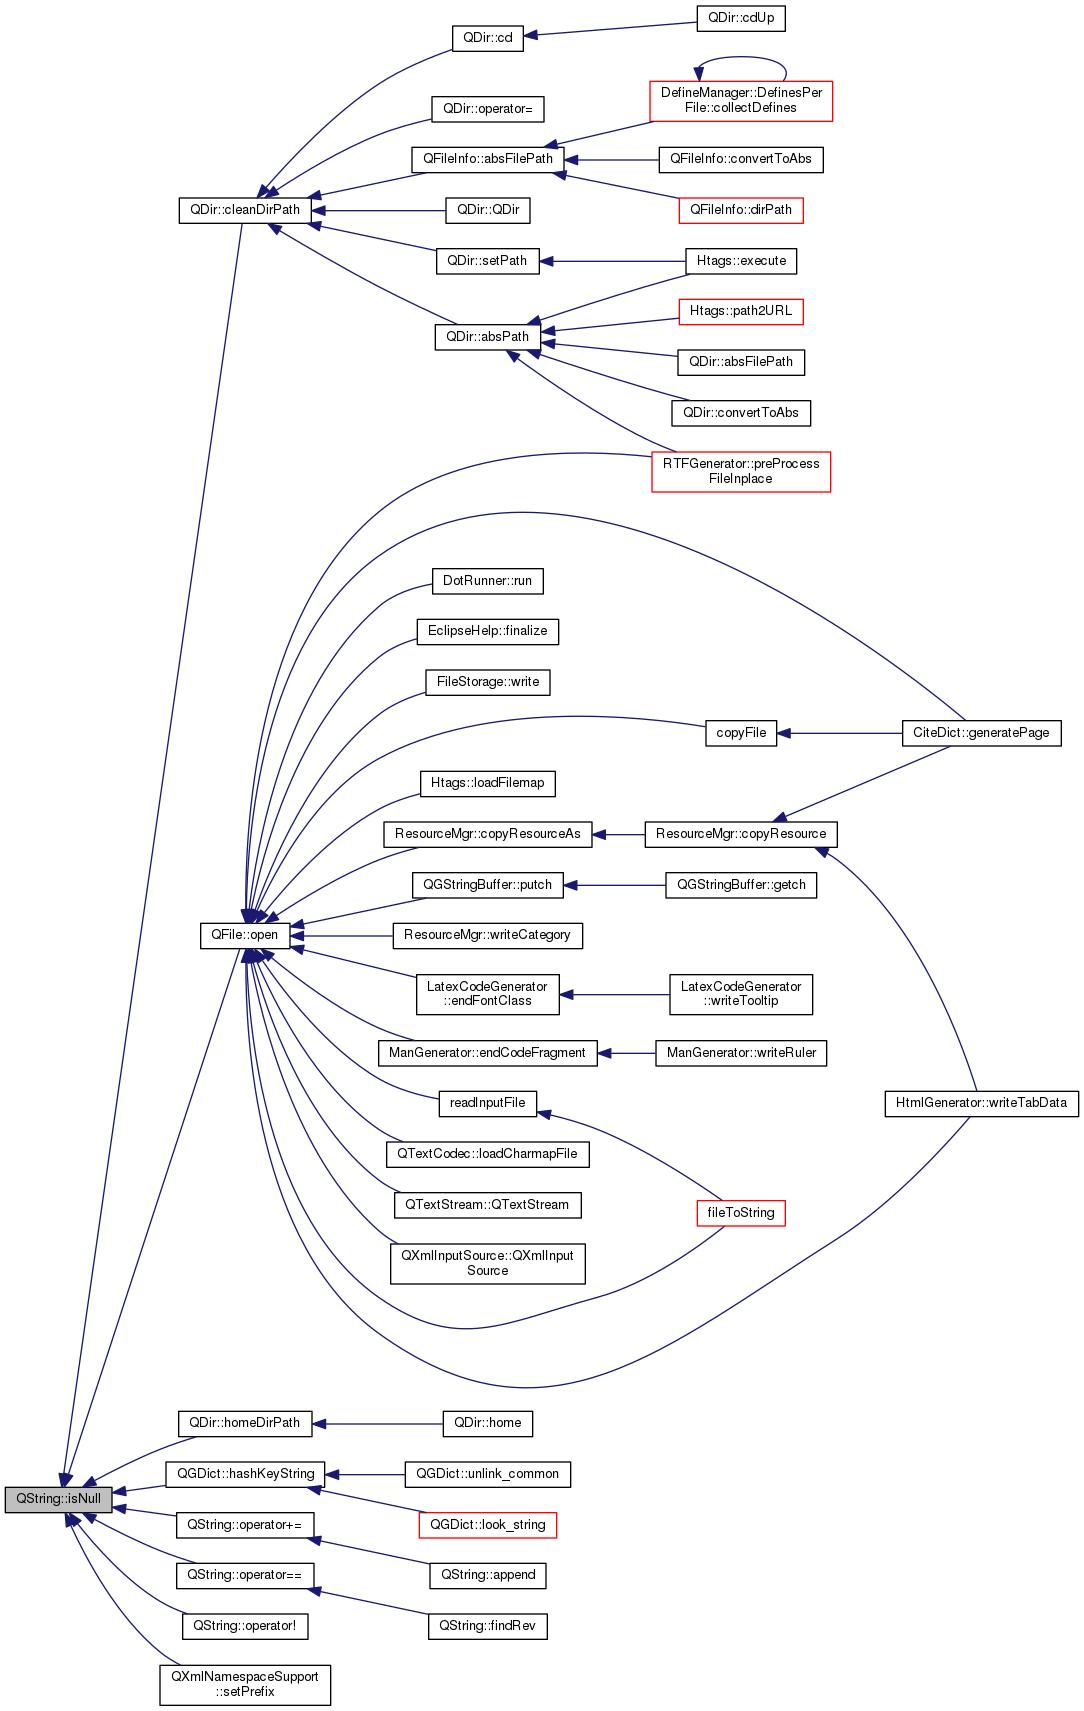 QDir::cdUp
QDir::cd
DefineManager::DefinesPer
File::collectDefines
QDir::operator=
QFileInfo::absFilePath
QFileInfo::convertToAbs
QDir::cleanDirPath
QDir::QDir
QFileInfo::dirPath
QDir::setPath
Htags::execute
Htags::path2URL
QDir::absPath
QDir::absFilePath
QDir::convertToAbs
RTFGenerator::preProcess
FileInplace
DotRunner::run
EclipseHelp::finalize
FileStorage::write
copyFile
CiteDict::generatePage
Htags::loadFilemap
ResourceMgr::copyResourceAs
ResourceMgr::copyResource
QGStringBuffer::putch
QGStringBuffer::getch
QFile::open
ResourceMgr::writeCategory
LatexCodeGenerator
::endFontClass
LatexCodeGenerator
::writeTooltip
ManGenerator::endCodeFragment
ManGenerator::writeRuler
readInputFile
HtmlGenerator::writeTabData
QTextCodec::loadCharmapFile
QTextStream::QTextStream
fileToString
QXmlInputSource::QXmlInput
Source
QDir::homeDirPath
QDir::home
QGDict::hashKeyString
QGDict::unlink_common
QString::isNull
QString::operator+=
QGDict::look_string
QString::operator==
QString::append
QString::operator!
QString::findRev
QXmlNamespaceSupport
::setPrefix